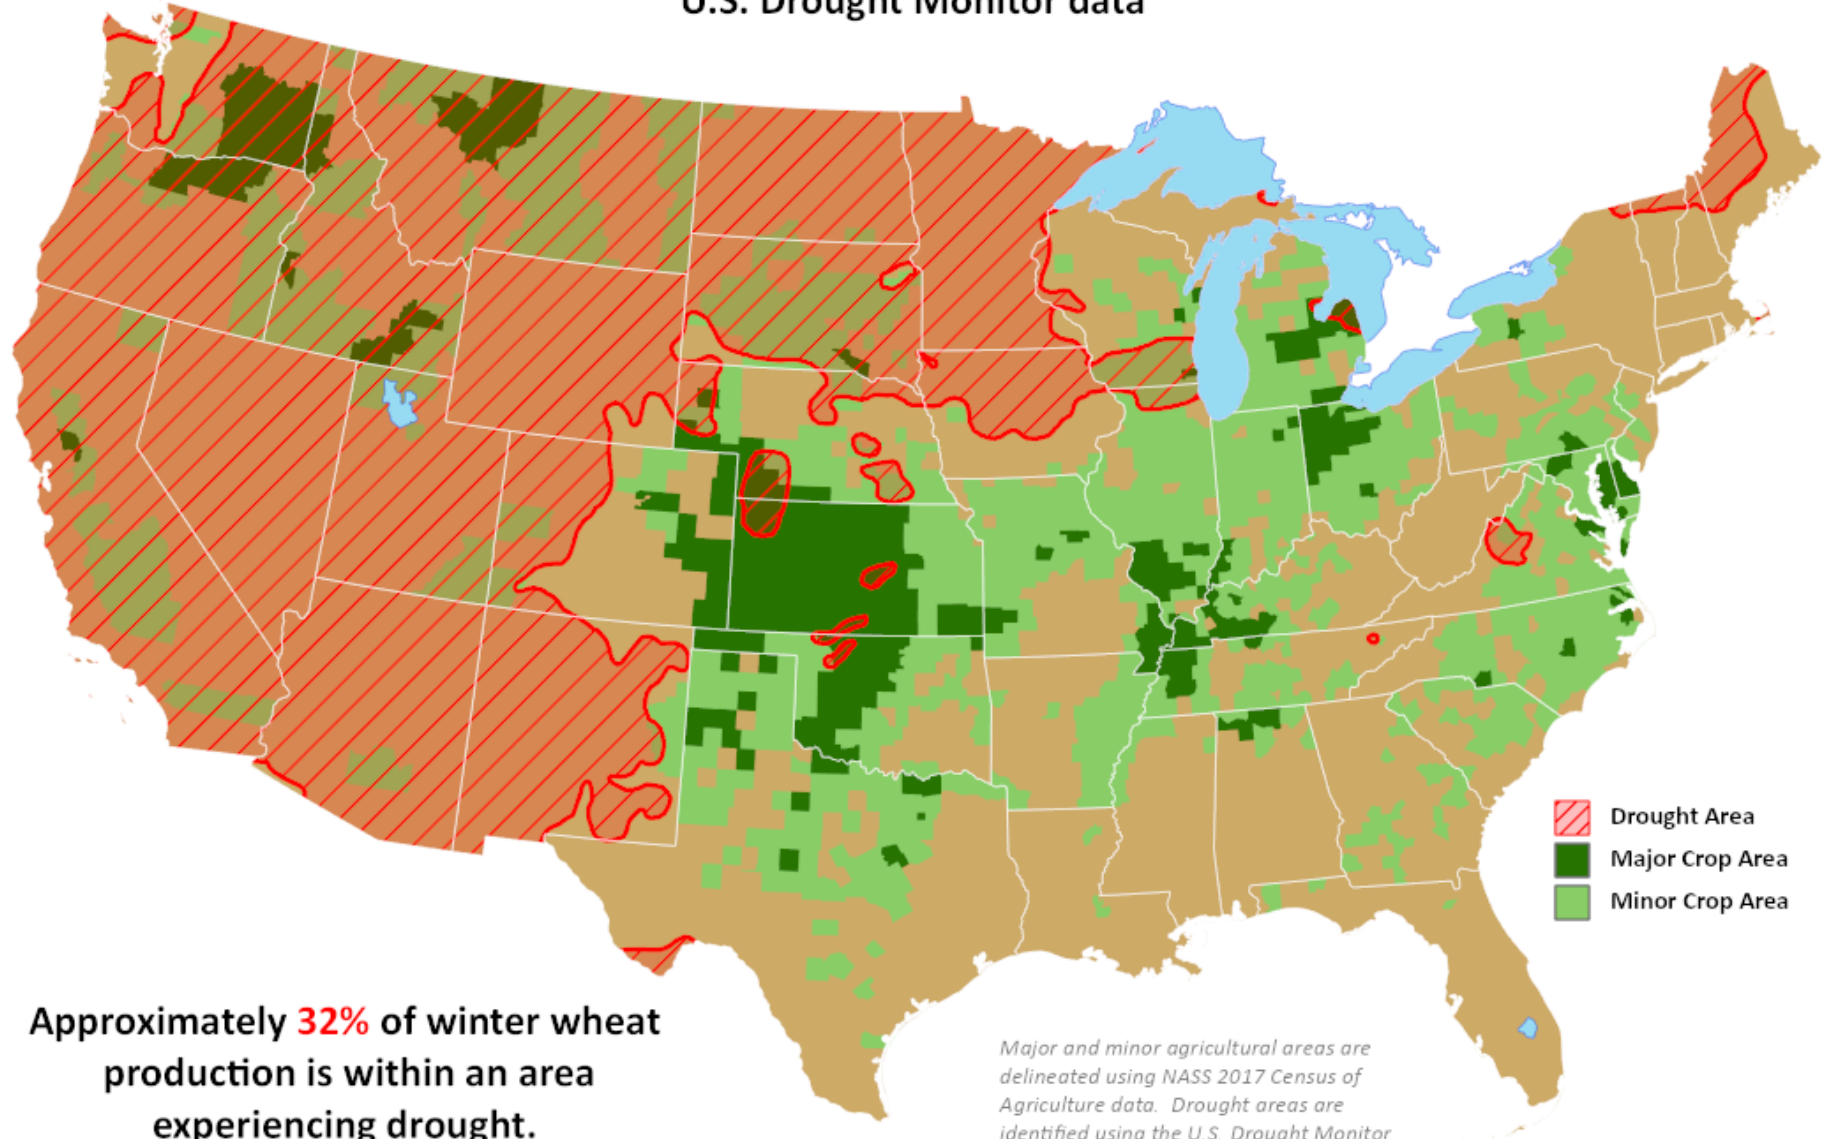 U.S. Drought Monitor data
Drought Area
Major Crop Area
Minor Crop Area
Approximately 32% of winter wheat
production is within an area
experiencing drought.
Major and minor agricultural areas are
delineated using NASS 2017 Census of
Agriculture data.  Drought areas are
identified using the U.S. Drought Monitor